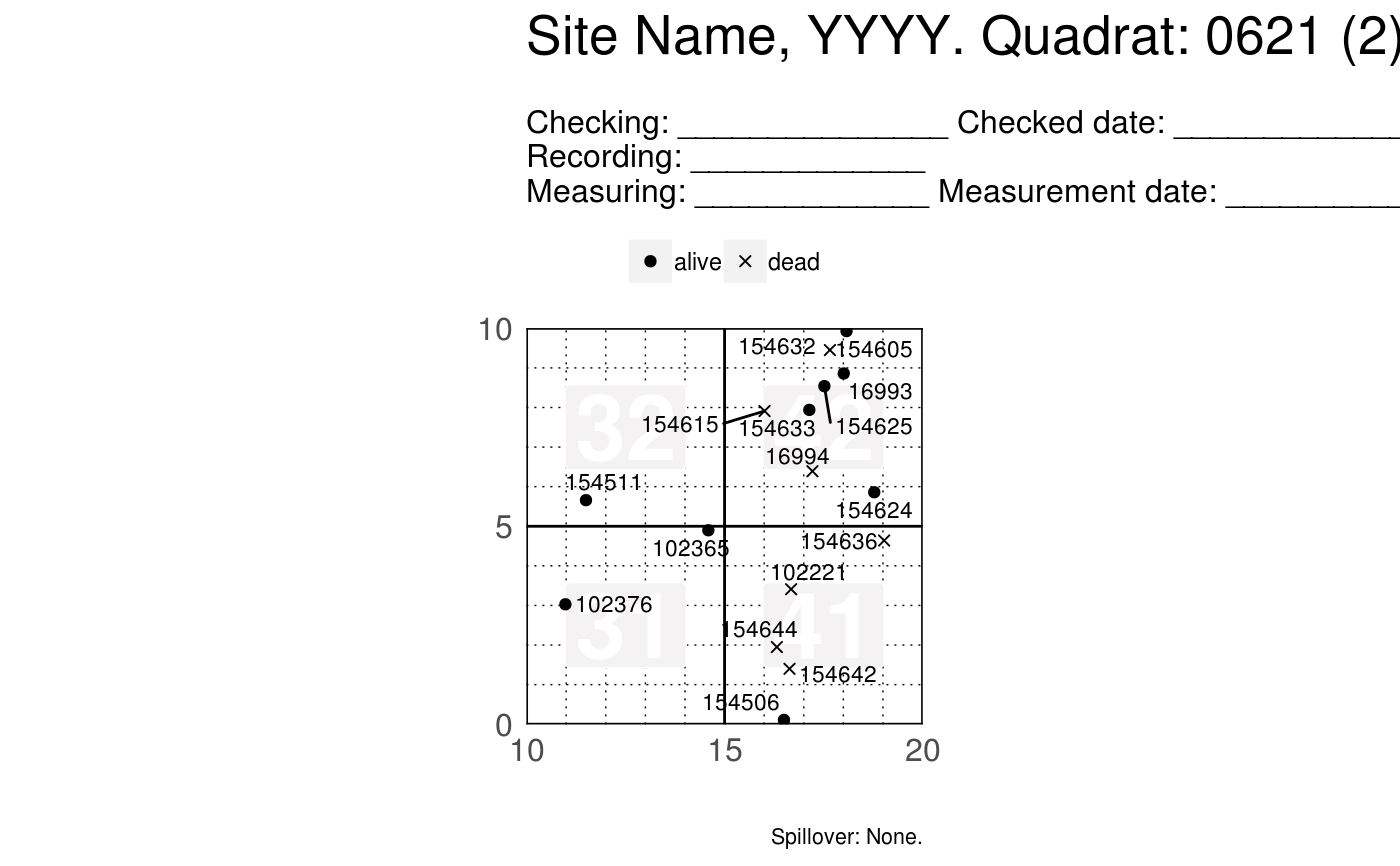 Site Name, YYYY. Quadrat: 0621 (2)
Checking: _______________ Checked date: _____________
Recording: _____________
Measuring: _____________ Measurement date: __________
alive dead
10
154632 154605
16993
32 42
154615 154633 154625
16994
154511
154624
5
154636
102365
102221
102376
31 41
154644
154642
154506
0
10 15 20
Spillover: None.